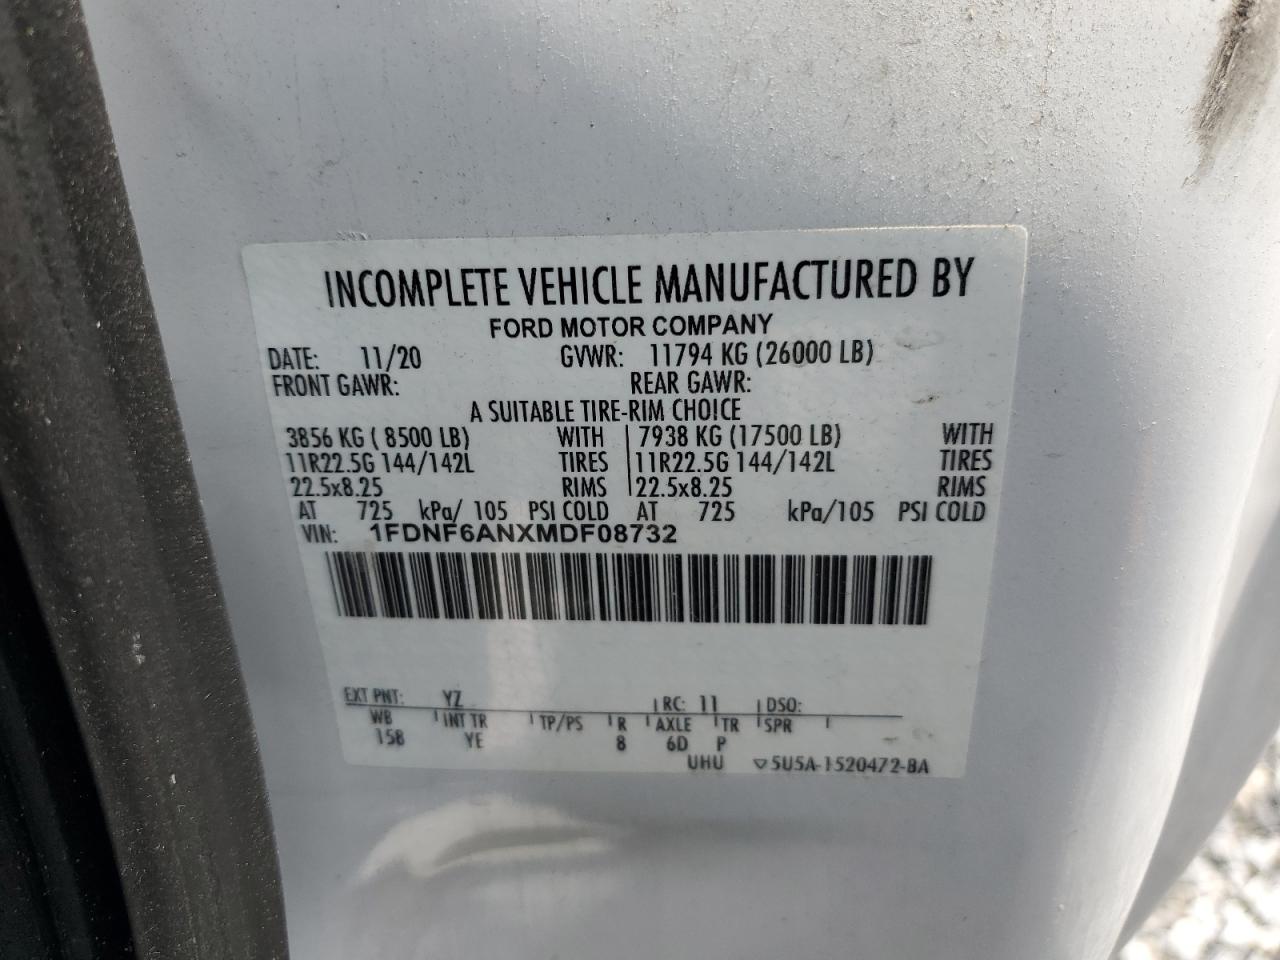 INCOMPLETE VEHICLE MANUFACTURED BY
FORD MOTOR COMPANY
DATE: 11/20 GVWR: 11794 KG (26000 LB)
FRONT GAWR: REAR GAWR:
A SUITABLE TIRE-RIM CHOICE
3856 KG ( 8500 LB) WITH 7938 KG (17500 LB) WITH
11R22.5G 144/142L TIRES 11R22.5G 144/142L TIRES
22.5x8.25 RIMS 22.5x8.25 RIMS
AT 725 kPa/ 105 PSI COLD AT 725 kPa/105 PSI COLD
VIN: 1FDNF6ANXMDF08732
EXT PNT: YZ RC: 11 DSO:
WB INT TR TP/PS R AXLE TR SPR
158 YE 8 6D P
UHU ▽5U5A-1520472-BA